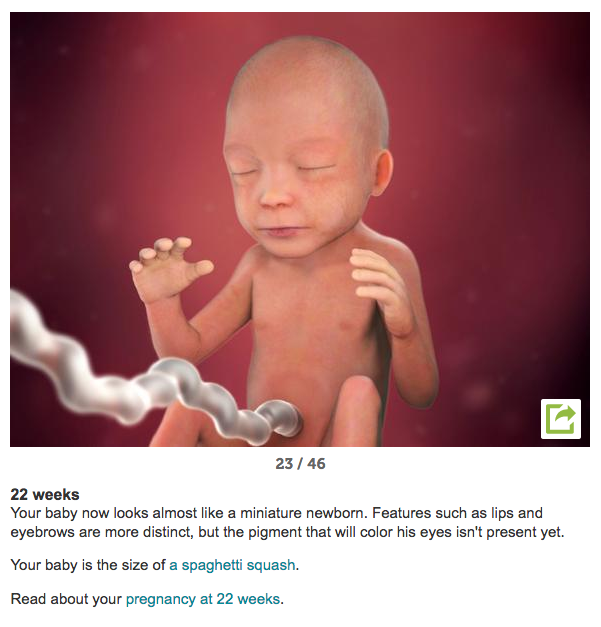 23 / 46
22 weeks
Your baby now looks almost like a miniature newborn. Features such as lips and
eyebrows are more distinct, but the pigment that will color his eyes isn't present yet.
Your baby is the size of a spaghetti squash.
Read about your pregnancy at 22 weeks.